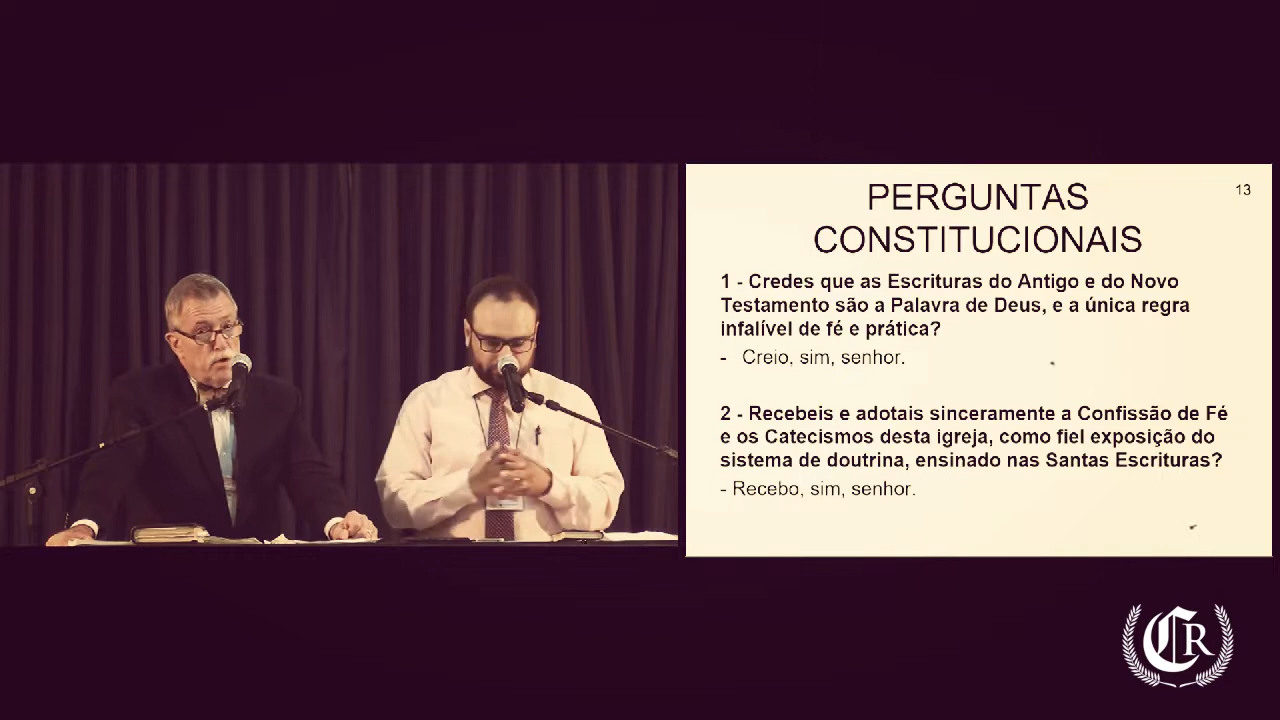 PERGUNTAS
CONSTITUCIONAIS
13
1 - Credes que as Escrituras do Antigo e do Novo
Testamento são a Palavra de Deus, e a única regra
infalível de fé e prática?
- Creio, sim, senhor.
2 - Recebeis e adotais sinceramente a Confissão de Fé
e os Catecismos desta igreja, como fiel exposição do
sistema de doutrina, ensinado nas Santas Escrituras?
- Recebo, sim, senhor.
CR